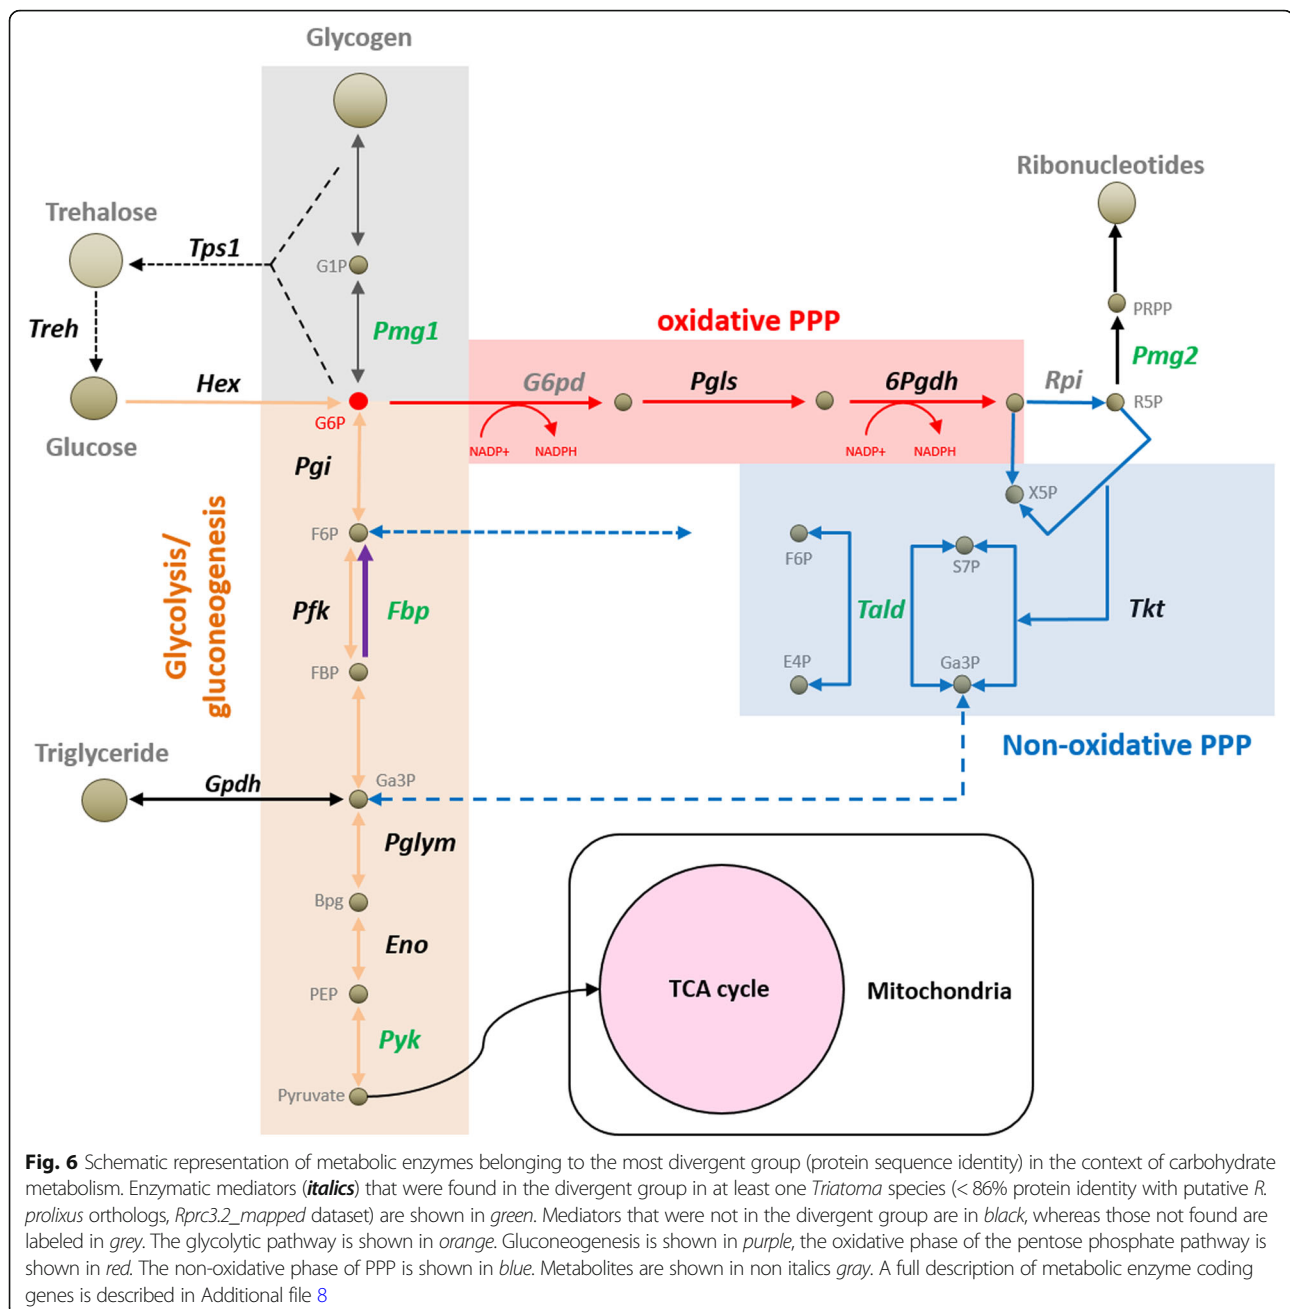 Glycogen
Ribonucleotides
Trehalose
Tps1
G1P
Treh
Pmg1
oxidative PPP
PRPP
Pmg2
Hex
G6pd
Pgls
6Pgdh
Rpi
R5P
G6P
Glucose
NADP+
NADPH
NADP+
NADPH
Pgi
X5P
F6P
F6P
S7P
Glycolysis/
gluconeogenesis
Pfk
Fbp
Tald
Tkt
FBP
E4P
Ga3P
Non-oxidative PPP
Triglyceride
Gpdh
Ga3P
Pglym
Bpg
Eno
TCA cycle
Mitochondria
PEP
Pyk
Pyruvate
Fig. 6 Schematic representation of metabolic enzymes belonging to the most divergent group (protein sequence identity) in the context of carbohydrate
metabolism. Enzymatic mediators (italics) that were found in the divergent group in at least one Triatoma species (< 86% protein identity with putative R.
prolixus orthologs, Rprc3.2_mapped dataset) are shown in green. Mediators that were not in the divergent group are in black, whereas those not found are
labeled in grey. The glycolytic pathway is shown in orange. Gluconeogenesis is shown in purple, the oxidative phase of the pentose phosphate pathway is
shown in red. The non-oxidative phase of PPP is shown in blue. Metabolites are shown in non italics gray. A full description of metabolic enzyme coding
genes is described in Additional file 8